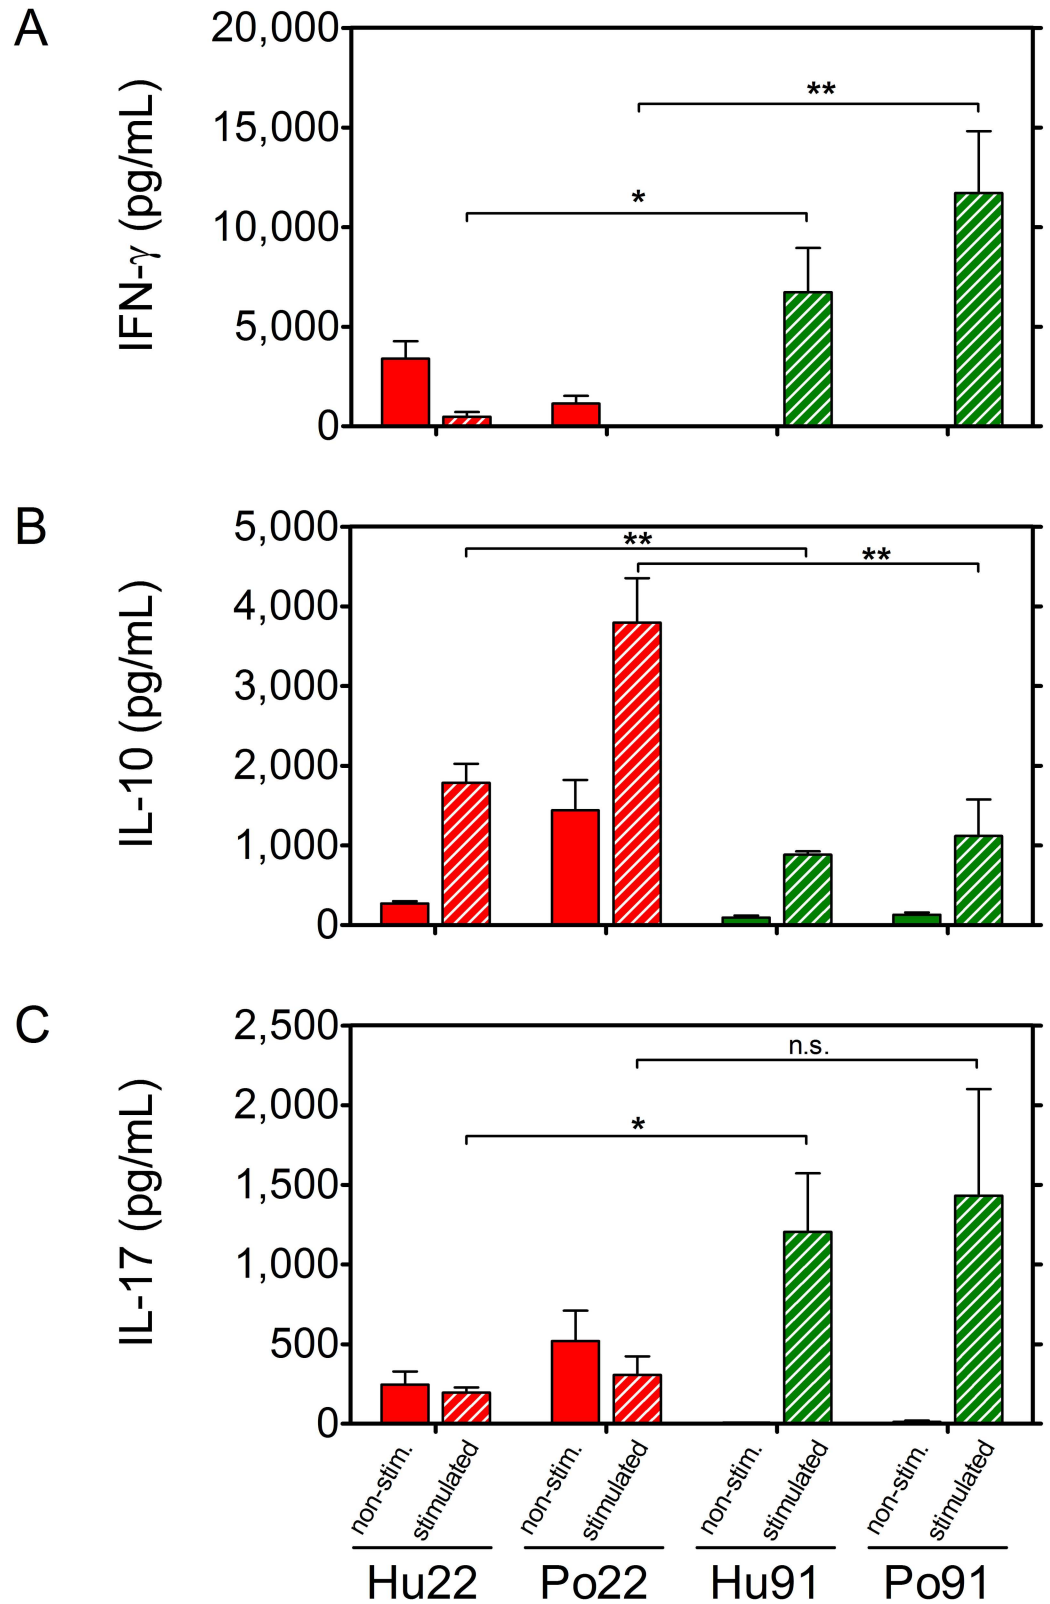 A
IFN-γ (pg/mL)
20,000
15,000
10,000
5,000
0
**
*
B
IL-10 (pg/mL)
5,000
4,000
3,000
2,000
1,000
0
**
**
C
IL-17 (pg/mL)
2,500
2,000
1,500
1,000
500
0
n.s.
*
non-stim.
stimulated
non-stim.
stimulated
non-stim.
stimulated
non-stim.
stimulated
Hu22
Po22
Hu91
Po91